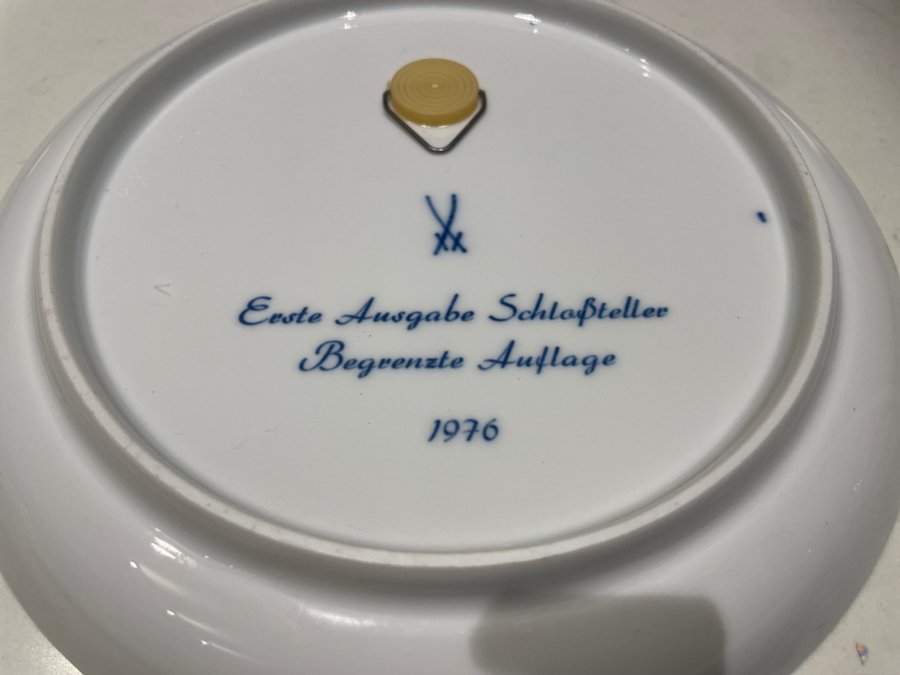 Erste Ausgabe Schloßteller
Begrenzte Auflage
1976